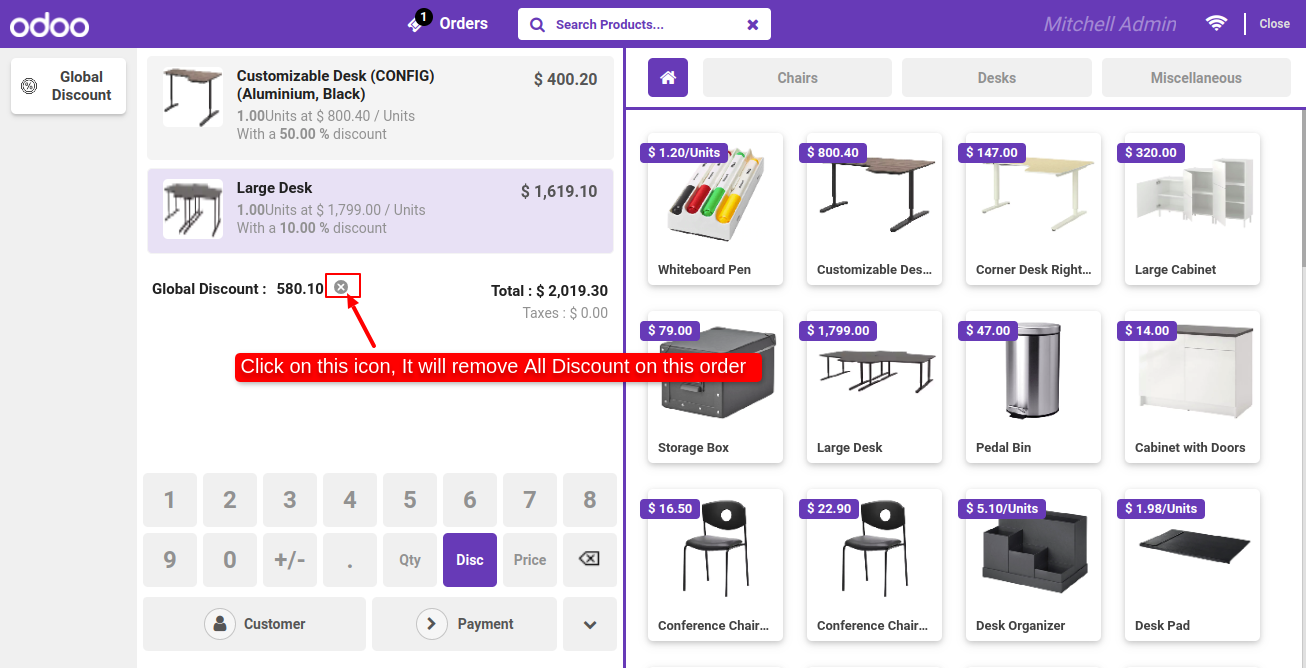 odoo
1
Orders
Search Products...
Mitchell Admin
Close
Global
Discount
Customizable Desk (CONFIG)
(Aluminium, Black)
$ 400.20
1.00Units at $ 800.40 / Units
With a 50.00 % discount
Large Desk
$ 1,619.10
1.00Units at $ 1,799.00 / Units
With a 10.00 % discount
Global Discount : 580.10
Total : $ 2,019.30
Taxes : $ 0.00
Click on this icon, It will remove All Discount on this order
1 2 3 4 5 6 7 8
9 0 +/- . Qty Disc Price
Customer
Payment
Chairs
Desks
Miscellaneous
$ 1.20/Units
Whiteboard Pen
$ 800.40
Customizable Des...
$ 147.00
Corner Desk Right...
$ 320.00
Large Cabinet
$ 79.00
Storage Box
$ 1,799.00
Large Desk
$ 47.00
Pedal Bin
$ 14.00
Cabinet with Doors
$ 16.50
Conference Chair...
$ 22.90
Conference Chair...
$ 5.10/Units
Desk Organizer
$ 1.98/Units
Desk Pad